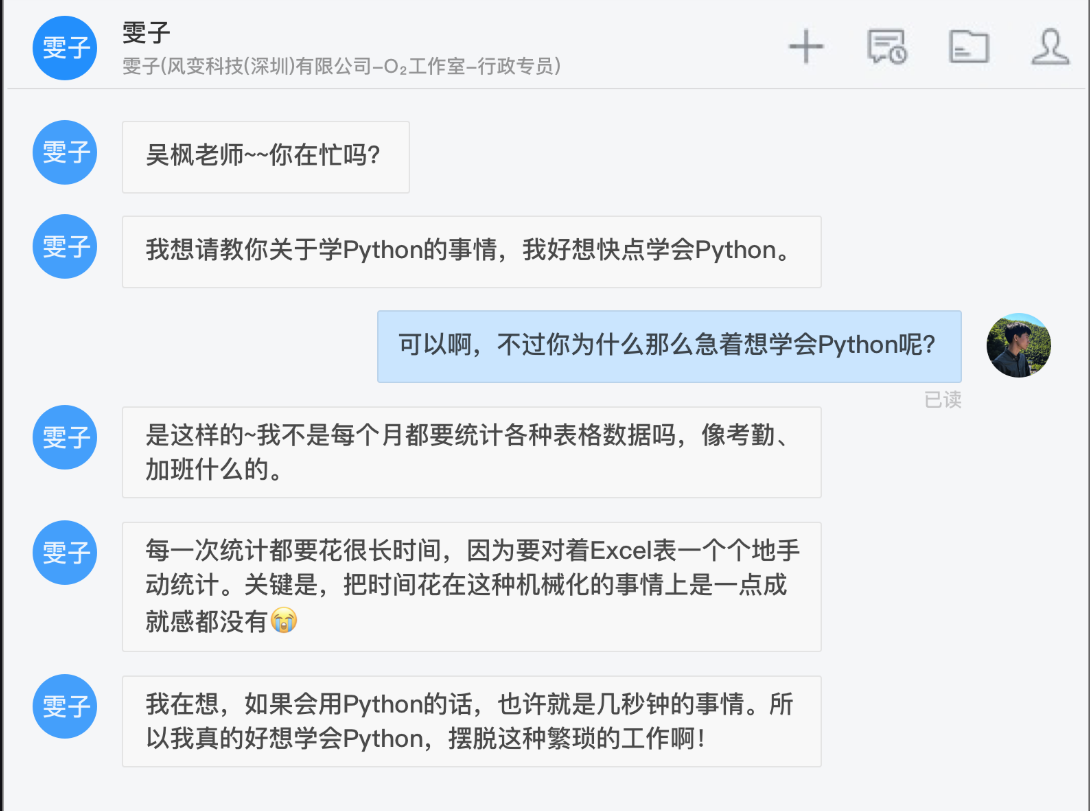 雯子
雯子
雯子(风变科技(深圳)有限公司-O₂工作室-行政专员)
雯子
吴枫老师~~你在忙吗?
雯子
我想请教你关于学Python的事情，我好想快点学会Python。
可以啊，不过你为什么那么急着想学会Python呢?
已读
雯子
是这样的~我不是每个月都要统计各种表格数据吗，像考勤、
加班什么的。
雯子
每一次统计都要花很长时间，因为要对着Excel表一个个地手
动统计。关键是，把时间花在这种机械化的事情上是一点成
就感都没有😭
雯子
我在想，如果会用Python的话，也许就是几秒钟的事情。所
以我真的好想学会Python，摆脱这种繁琐的工作啊!